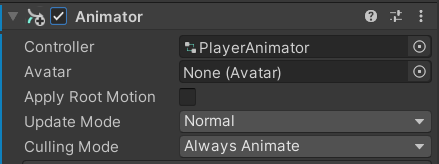 Animator
Controller PlayerAnimator
Avatar None (Avatar)
Apply Root Motion
Update Mode Normal
Culling Mode Always Animate